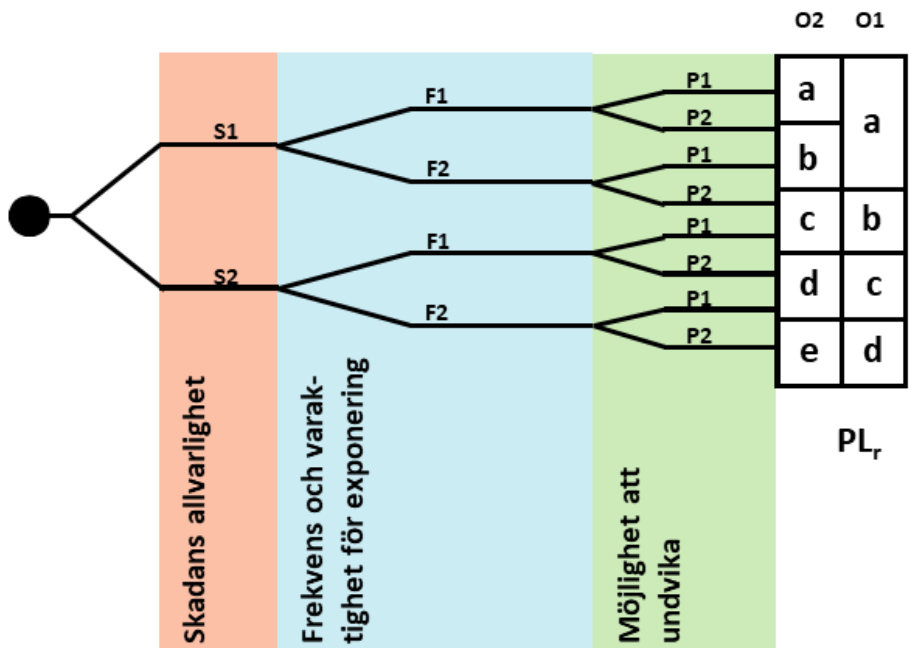 O2 O1
P1
F1
a
P2
a
S1
P1
b
F2
P2
c b
P1
F1
P2
d c
S2
P1
F2
P2
e d
PLr
Skadans allvarlighet
Frekvens och varak-
tighet för exponering
Möjlighet att
undvika